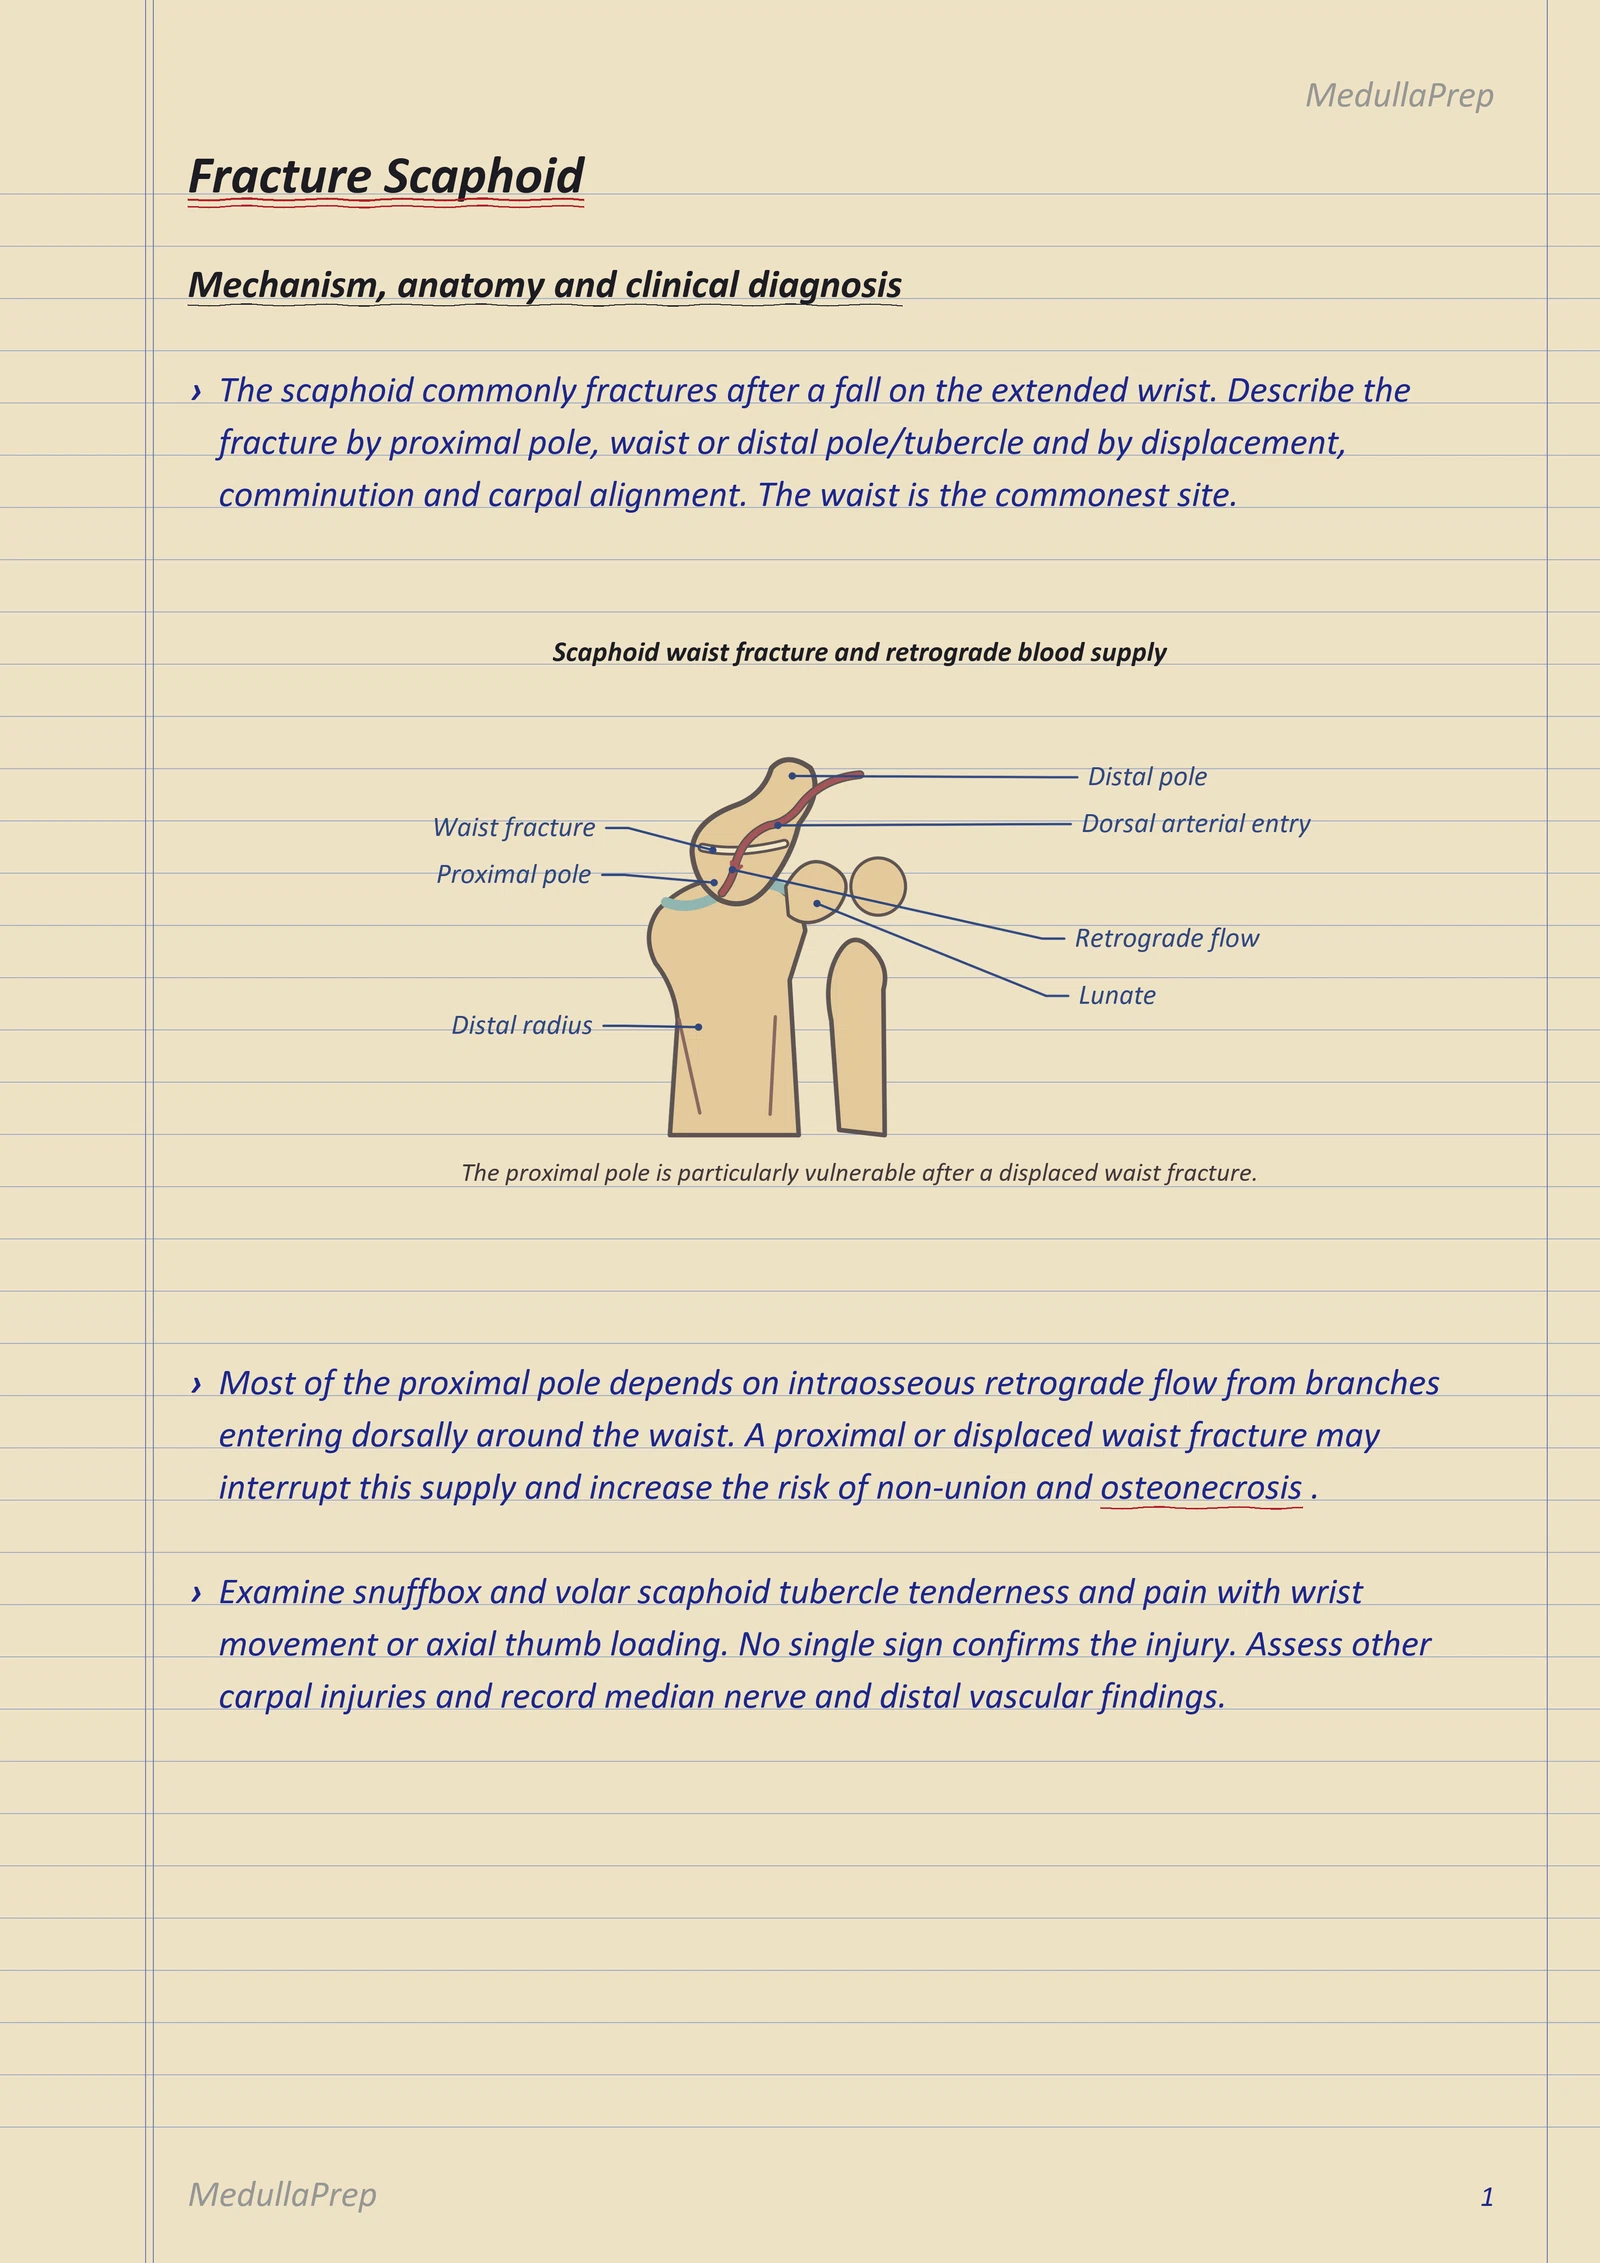 MedullaPrep
Fracture Scaphoid
Mechanism, anatomy and clinical diagnosis
› The scaphoid commonly fractures after a fall on the extended wrist. Describe the
fracture by proximal pole, waist or distal pole/tubercle and by displacement,
comminution and carpal alignment. The waist is the commonest site.
Scaphoid waist fracture and retrograde blood supply
Distal pole
Waist fracture
Dorsal arterial entry
Proximal pole
Retrograde flow
Lunate
Distal radius
The proximal pole is particularly vulnerable after a displaced waist fracture.
› Most of the proximal pole depends on intraosseous retrograde flow from branches
entering dorsally around the waist. A proximal or displaced waist fracture may
interrupt this supply and increase the risk of non-union and osteonecrosis .
› Examine snuffbox and volar scaphoid tubercle tenderness and pain with wrist
movement or axial thumb loading. No single sign confirms the injury. Assess other
carpal injuries and record median nerve and distal vascular findings.
MedullaPrep
1